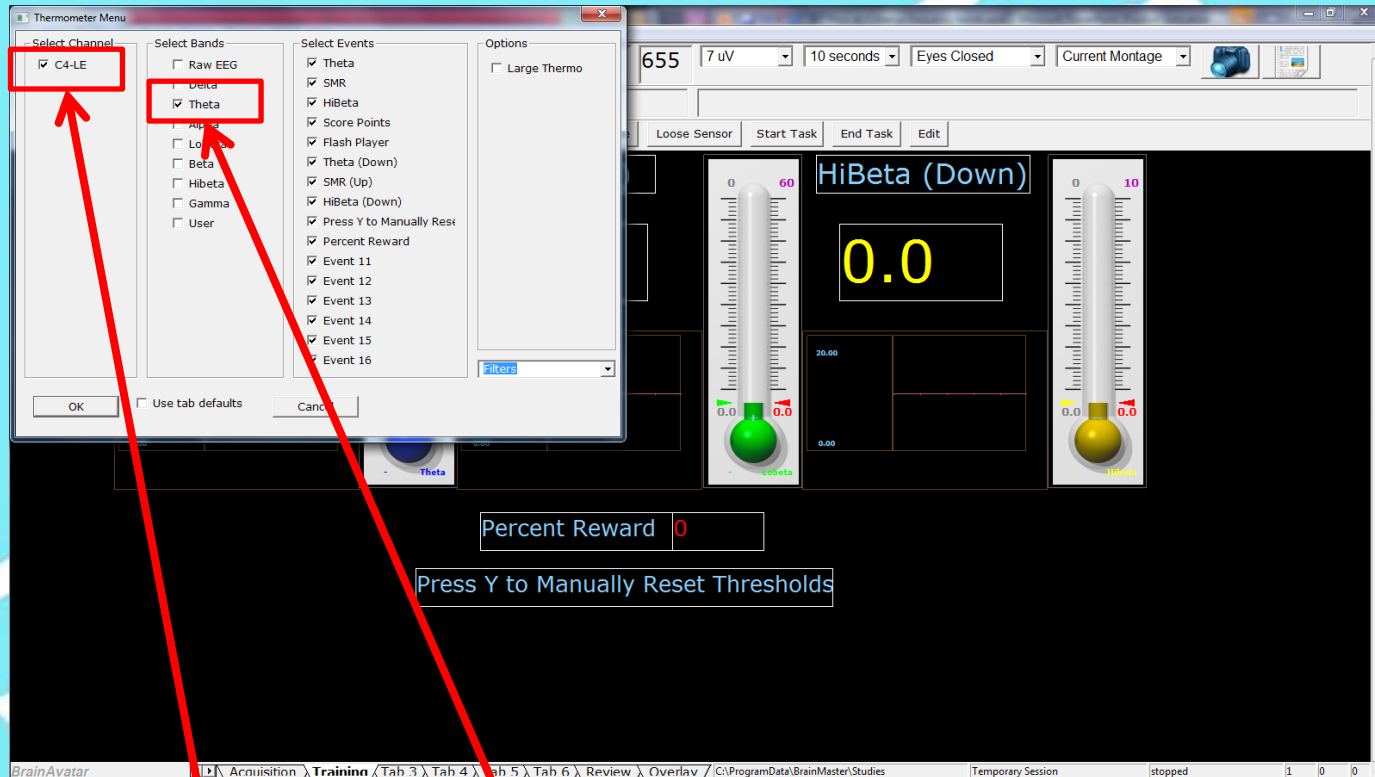 Thermometer Menu
Select Channel
C4-LE
Select Bands
Raw EEG
Delta
Theta
Alpha
Beta
Hibeta
Gamma
User
Select Events
Theta
SMR
HiBeta
Score Points
Flash Player
Theta (Down)
SMR (Up)
HiBeta (Down)
Press Y to Manually Rese
Percent Reward
Event 11
Event 12
Event 13
Event 14
Event 15
Event 16
Options
Large Thermo
Filters
OK
Use tab defaults
Cancel
655 7 uV 10 seconds Eyes Closed Current Montage
Loose Sensor Start Task End Task Edit
0 60
HiBeta (Down)
0 10
0.0
20.00
0.0 0.0
0.0 0.0
0.00
- Theta
- Lobeta
- Hibeta
Percent Reward 0
Press Y to Manually Reset Thresholds
BrainAvatar Acquisition Training Tab 3 Tab 4 Tab 5 Tab 6 Review Overlay C:\ProgramData\BrainMaster\Studies Temporary Session stopped 1 0 0